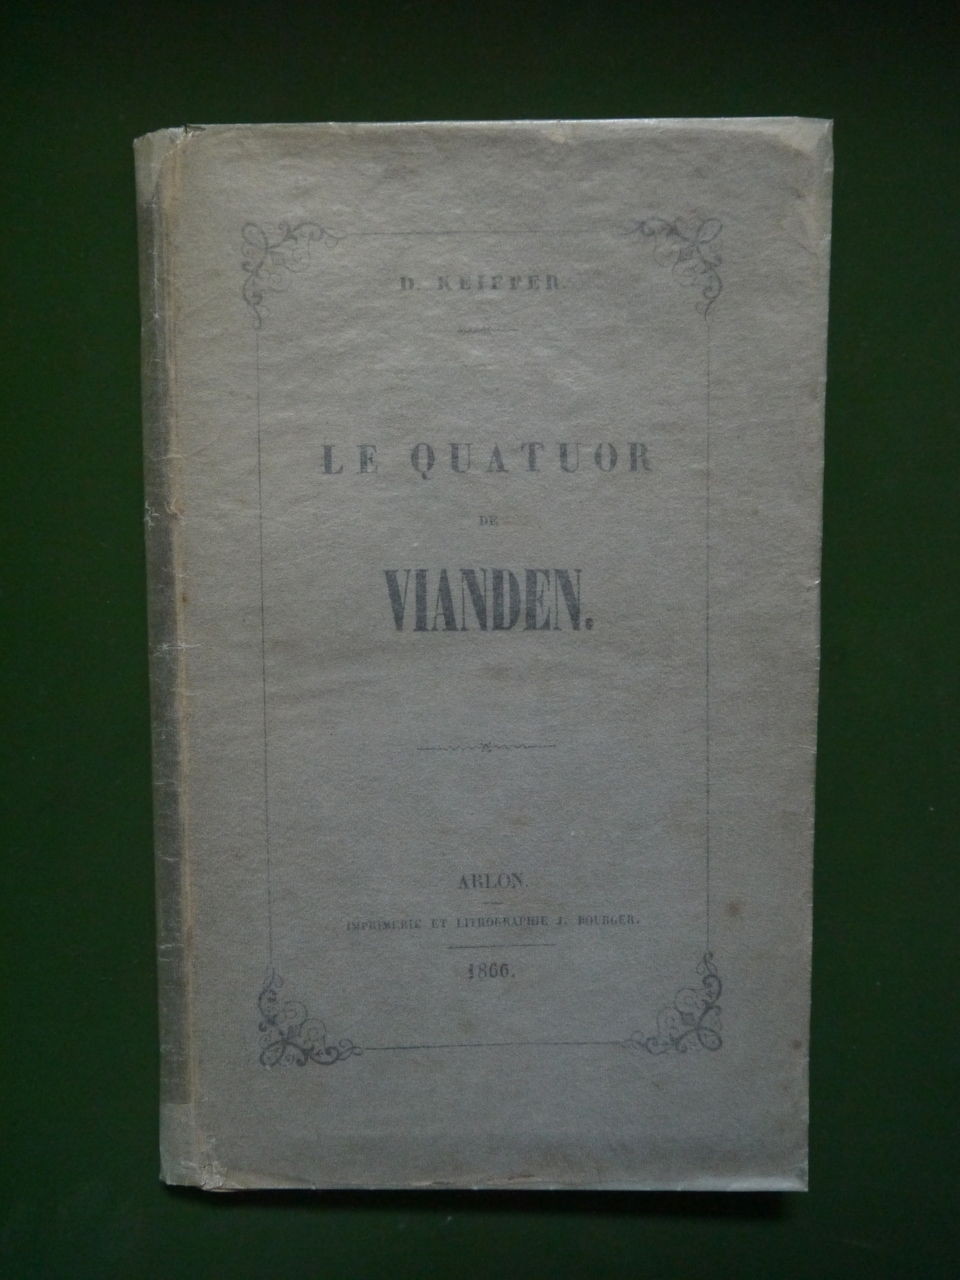 D. KEIFFER.
LE QUATUOR
DE
VIANDEN.
ARLON.
IMPRIMERIE ET LITHOGRAPHIE J. BOURGER.
1866.